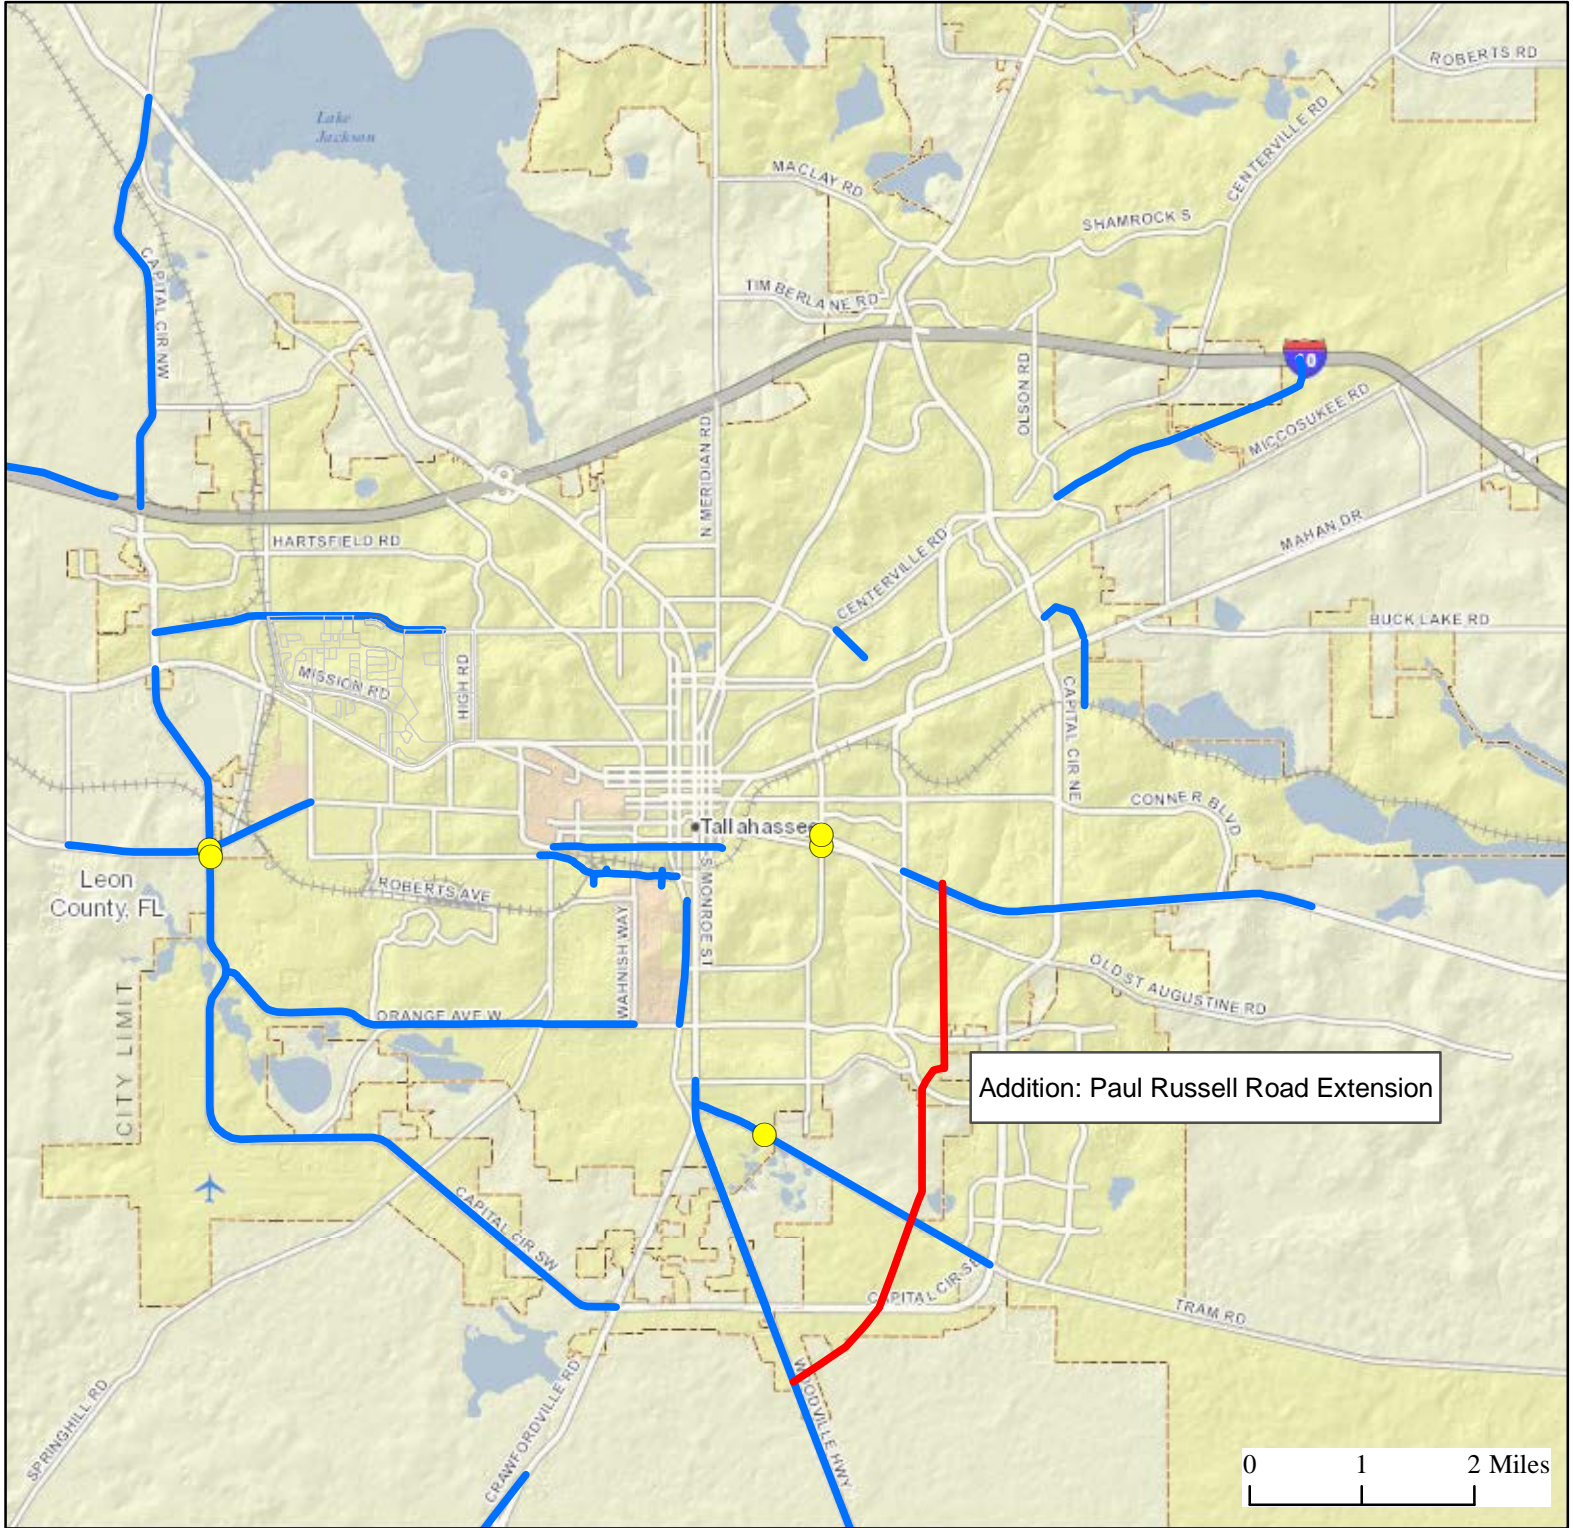 ROBERTS RD
Lake
Jackson
CENTERVILLE RD
MACLAY RD
SHAMROCK S
CAPITAL CIR NW
TIMBERLANE RD
OLSON RD
MICCOSUKEE RD
N MERIDIAN RD
MAHAN DR
HARTSFIELD RD
CENTERVILLE RD
BUCK LAKE RD
MISSION RD
HIGH RD
CAPITAL CIR NE
CONNER BLVD
Tallahassee
Leon
County, FL
ROBERTS AVE
S MONROE ST
WAHNISH WAY
CITY LIMIT
ORANGE AVE W
OLD ST AUGUSTINE RD
Addition: Paul Russell Road Extension
CAPITAL CIR SW
CAPITAL CIR SE
TRAM RD
SPRINGHILL RD
CRAWFORDVILLE RD
WOODVILLE HWY
0 1 2 Miles